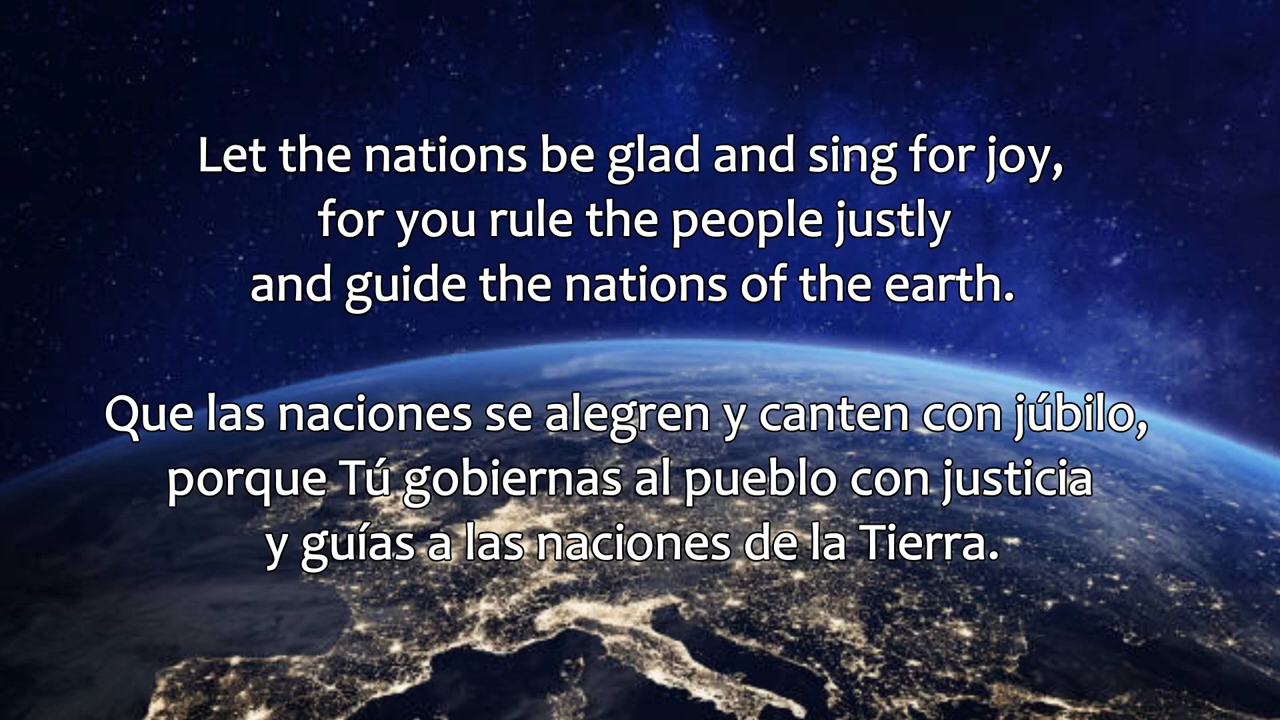 Let the nations be glad and sing for joy,
for you rule the people justly
and guide the nations of the earth.
Que las naciones se alegren y canten con júbilo,
porque Tú gobiernas al pueblo con justicia
y guías a las naciones de la Tierra.